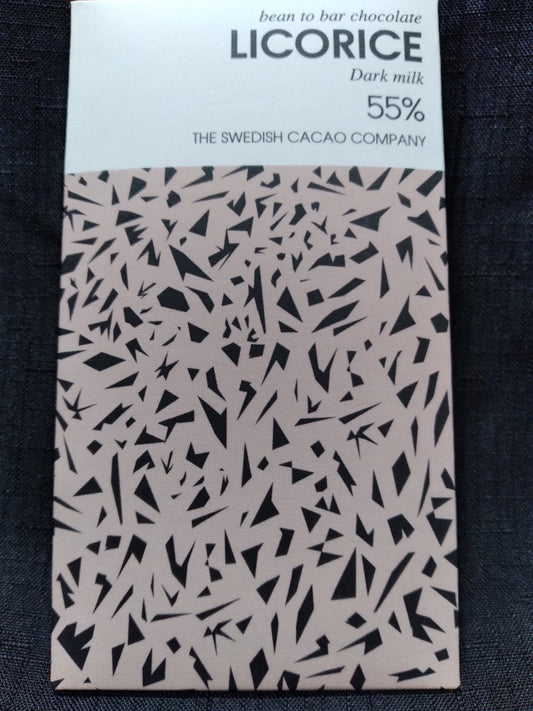 bean to bar chocolate
LICORICE
Dark milk
55%
THE SWEDISH CACAO COMPANY